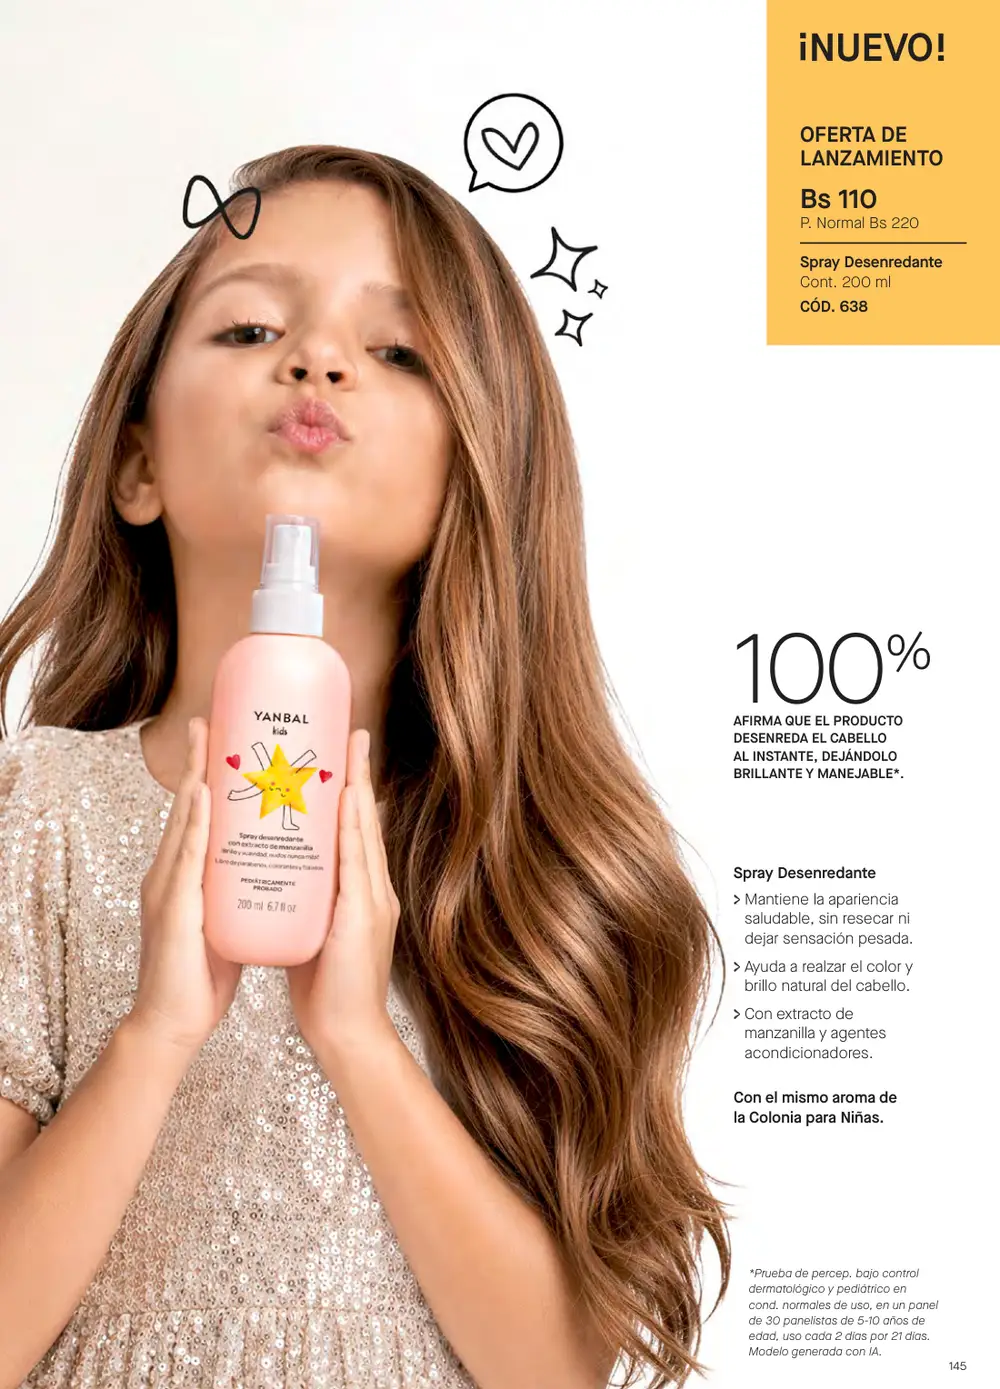 ¡NUEVO!
OFERTA DE
LANZAMIENTO
Bs 110
P. Normal Bs 220
Spray Desenredante
Cont. 200 ml
CÓD. 638
100%
AFIRMA QUE EL PRODUCTO
DESENREDA EL CABELLO
AL INSTANTE, DEJÁNDOLO
BRILLANTE Y MANEJABLE*.
YANBAL
kids
Spray desenredante
con extracto de manzanilla
Libre de parabenos, colorantes y
PEDIÁTRICAMENTE
PROBADO
200 ml 6.7 fl oz
Spray Desenredante
> Mantiene la apariencia
saludable, sin resecar ni
dejar sensación pesada.
> Ayuda a realzar el color y
brillo natural del cabello.
> Con extracto de
manzanilla y agentes
acondicionadores.
Con el mismo aroma de
la Colonia para Niñas.
*Prueba de percep. bajo control
dermatológico y pediátrico en
cond. normales de uso, en un panel
de 30 panelistas de 5-10 años de
edad, uso cada 2 días por 21 días.
Modelo generada con IA.
145